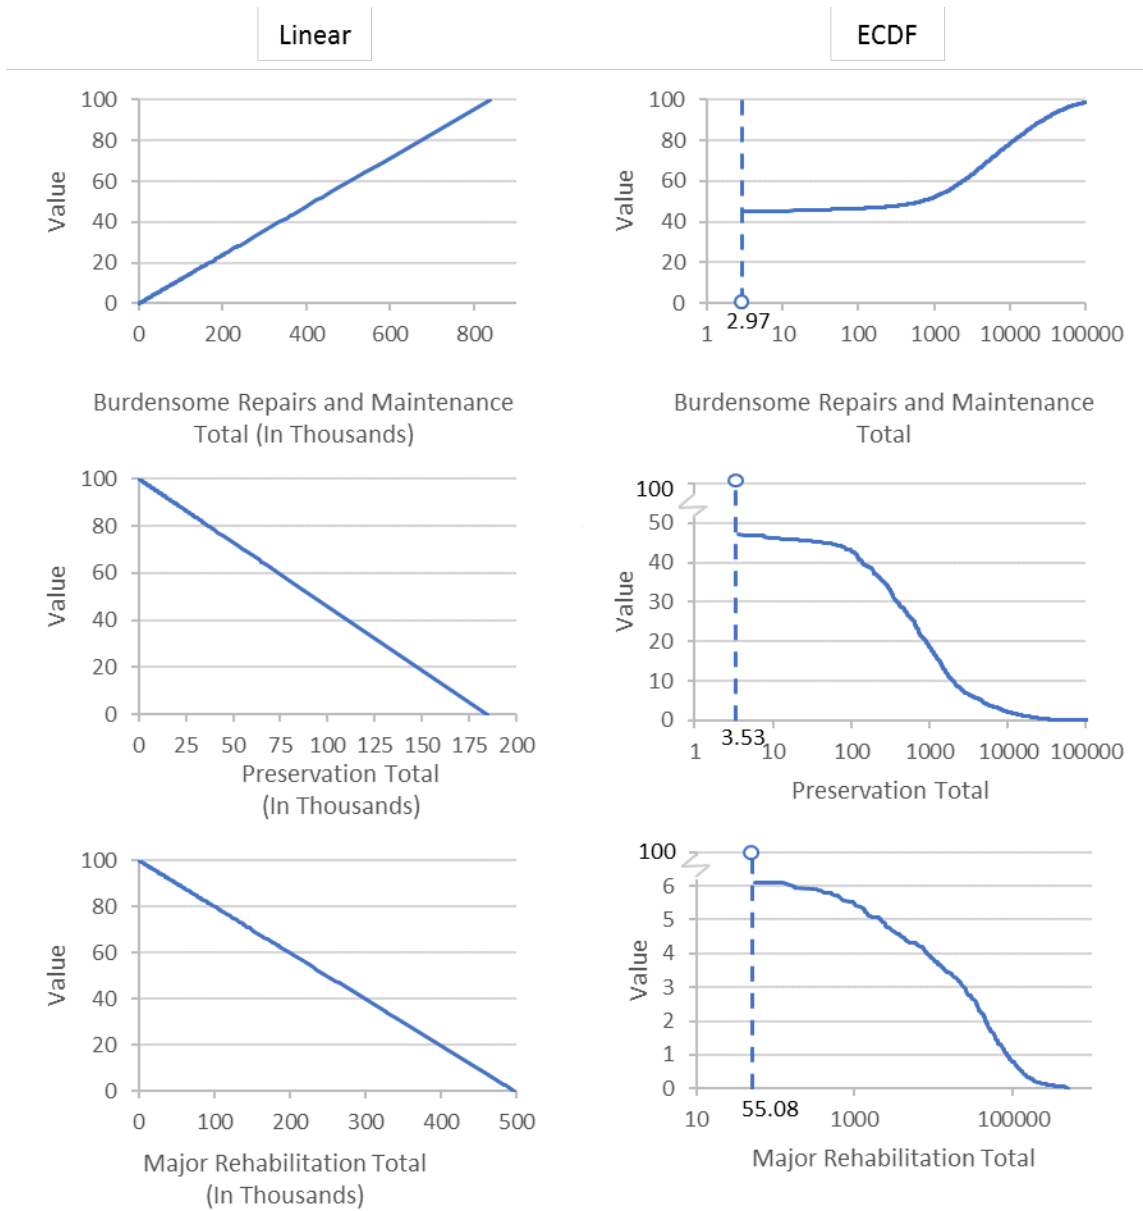 Linear
ECDF
100
80
60
40
20
0
Value
0 200 400 600 800
Burdensome Repairs and Maintenance
Total (In Thousands)
100
80
60
40
20
0
Value
2.97
1 10 100 1000 10000 100000
Burdensome Repairs and Maintenance
Total
100
80
60
40
20
0
Value
0 25 50 75 100 125 150 175 200
Preservation Total
(In Thousands)
100
50
40
30
20
10
0
Value
3.53
1 10 100 1000 10000 100000
Preservation Total
100
80
60
40
20
0
Value
0 100 200 300 400 500
Major Rehabilitation Total
(In Thousands)
100
6
5
4
3
2
1
0
Value
55.08
10 1000 100000
Major Rehabilitation Total